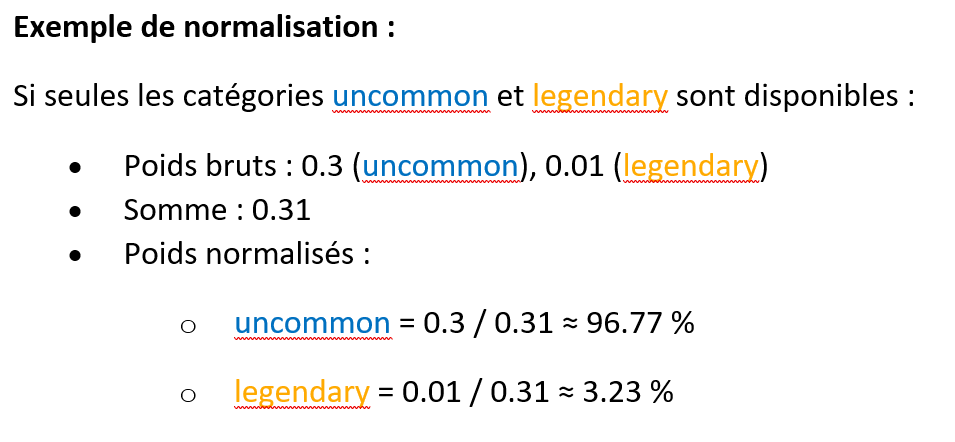 Exemple de normalisation :
Si seules les catégories uncommon et legendary sont disponibles :
• Poids bruts : 0.3 (uncommon), 0.01 (legendary)
• Somme : 0.31
• Poids normalisés :
o uncommon = 0.3 / 0.31 ≈ 96.77 %
o legendary = 0.01 / 0.31 ≈ 3.23 %